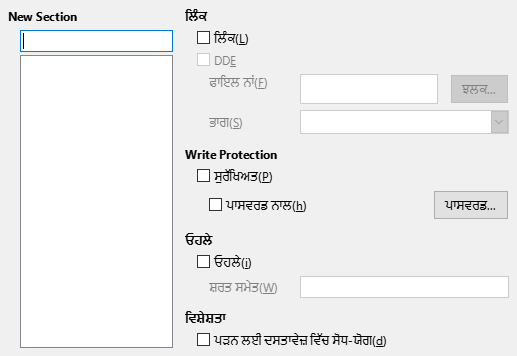 New Section
ਲਿੰਕ
ਲਿੰਕ(L)
DDE
ਫਾਇਲ ਨਾਂ(F)
ਝਲਕ...
ਭਾਗ(S)
Write Protection
ਸੁਰੱਖਿਅਤ(P)
ਪਾਸਵਰਡ ਨਾਲ(h)
ਪਾਸਵਰਡ...
ਓਹਲੇ
ਓਹਲੇ(i)
ਸ਼ਰਤ ਸਮੇਤ(W)
ਵਿਸ਼ੇਸ਼ਤਾ
ਪੜਨ ਲਈ ਦਸਤਾਵੇਜ਼ ਵਿੱਚ ਸੋਧ-ਯੋਗ(d)